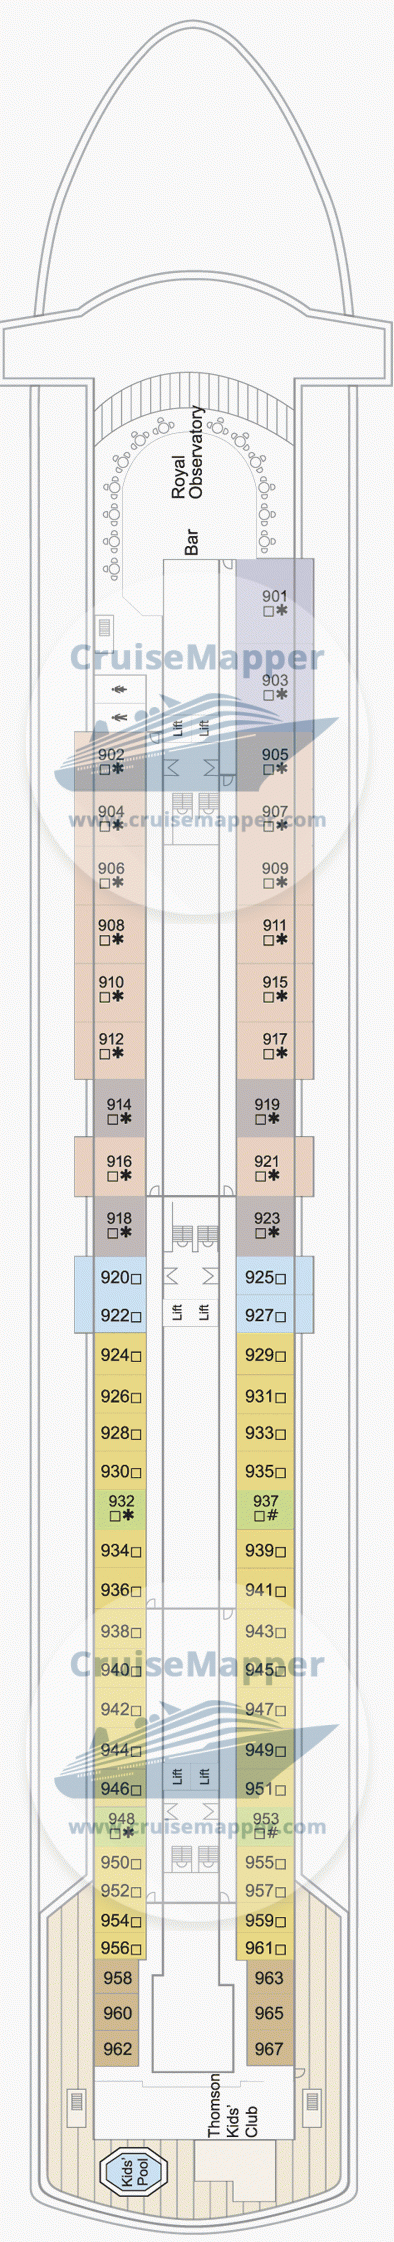 Royal
Observatory
Bar
901
□✱
CruiseMapper
903
□✱
Lift Lift
902 905
□✱ □✱
904 907
□✱ □✱
www.cruisemapper.com
906 909
□✱ □✱
908 911
□✱ □✱
910 915
□✱ □✱
912 917
□✱ □✱
914 919
□✱ □✱
916 921
□✱ □✱
918 923
□✱ □✱
920□ 925□
922□ Lift Lift 927□
924□ 929□
926□ 931□
928□ 933□
930□ 935□
932 937
□✱ □#
934□ 939□
936□ 941□
938□ 943□
CruiseMapper
940□ 945□
942□ 947□
944□ 949□
946□ Lift Lift 951□
948 953
□✱ □#
www.cruisemapper.com
950□ 955□
952□ 957□
954□ 959□
956□ 961□
958 963
960 965
962 967
Thomson
Kids'
Club
Kids'
Pool